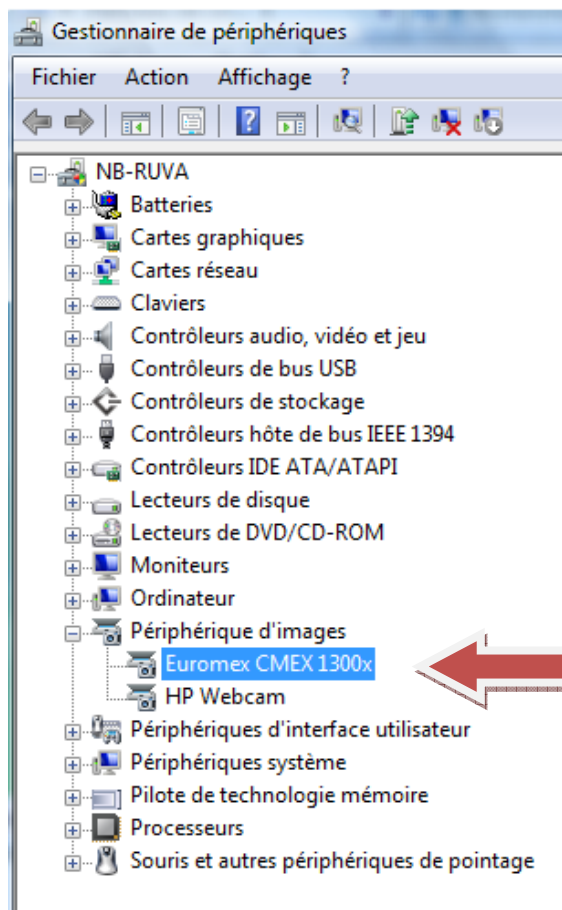 Gestionnaire de périphériques
Fichier Action Affichage ?
NB-RUVA
Batteries
Cartes graphiques
Cartes réseau
Claviers
Contrôleurs audio, vidéo et jeu
Contrôleurs de bus USB
Contrôleurs de stockage
Contrôleurs hôte de bus IEEE 1394
Contrôleurs IDE ATA/ATAPI
Lecteurs de disque
Lecteurs de DVD/CD-ROM
Moniteurs
Ordinateur
Périphérique d'images
Euromex CMEX 1300x
HP Webcam
Périphériques d'interface utilisateur
Périphériques système
Pilote de technologie mémoire
Processeurs
Souris et autres périphériques de pointage